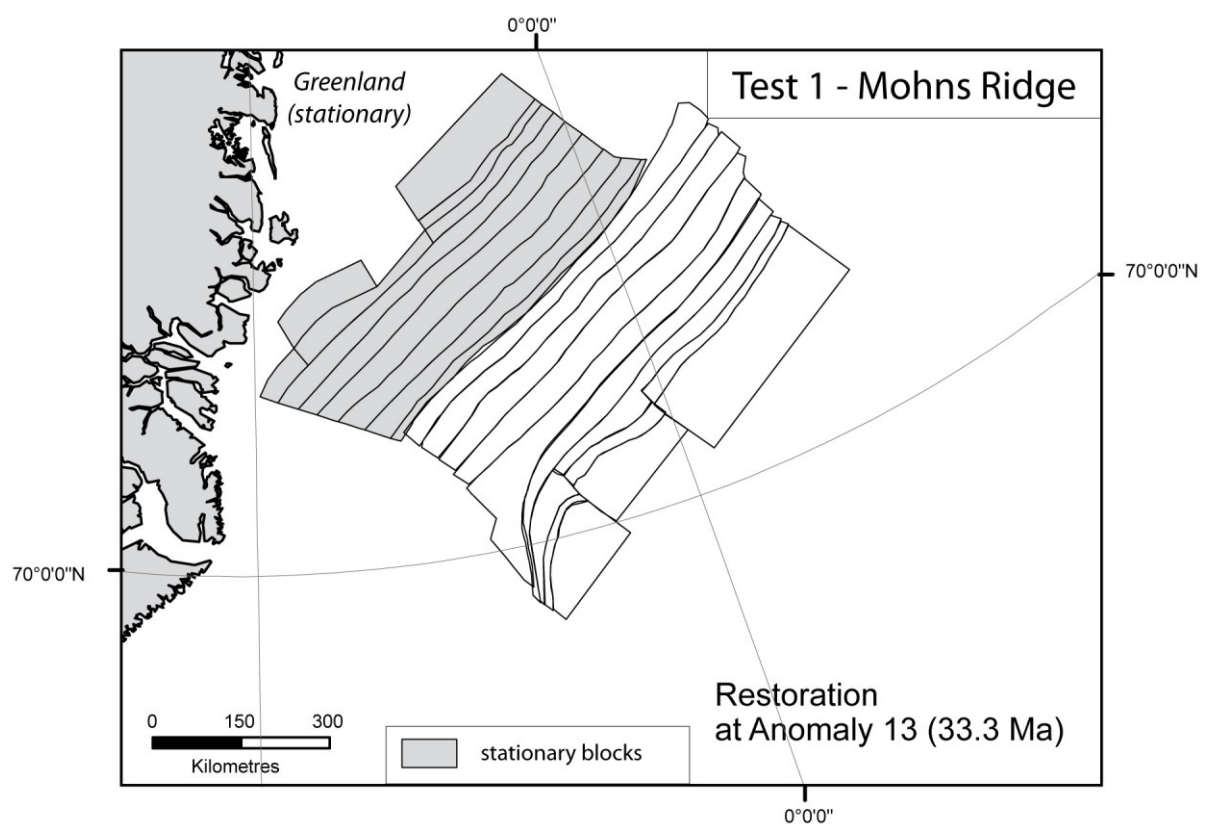 0°0'0"
Greenland
(stationary)
Test 1 - Mohns Ridge
70°0'0"N
70°0'0"N
Restoration
at Anomaly 13 (33.3 Ma)
0 150 300
Kilometres
stationary blocks
0°0'0"